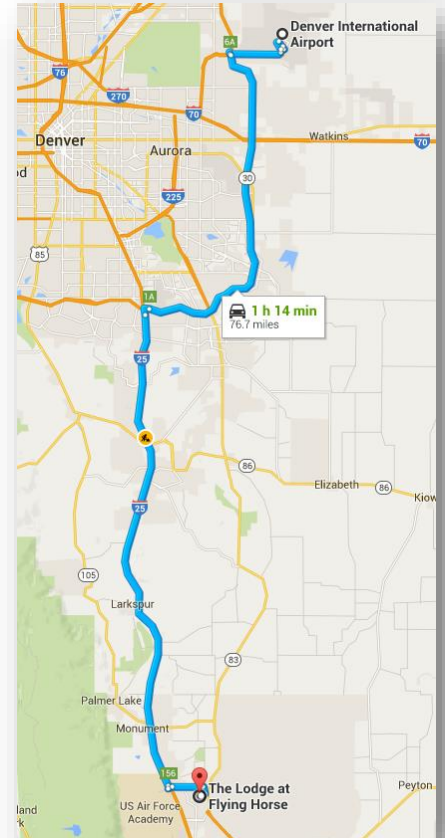 Denver International
Airport
6A
76
270
70
Watkins
70
Denver
Aurora
30
225
85
1A
1 h 14 min
76.7 miles
25
86
Elizabeth
86
Kiow
25
105
Larkspur
83
Palmer Lake
Monument
156
The Lodge at
Flying Horse
Peyton
US Air Force
Academy
land
rk